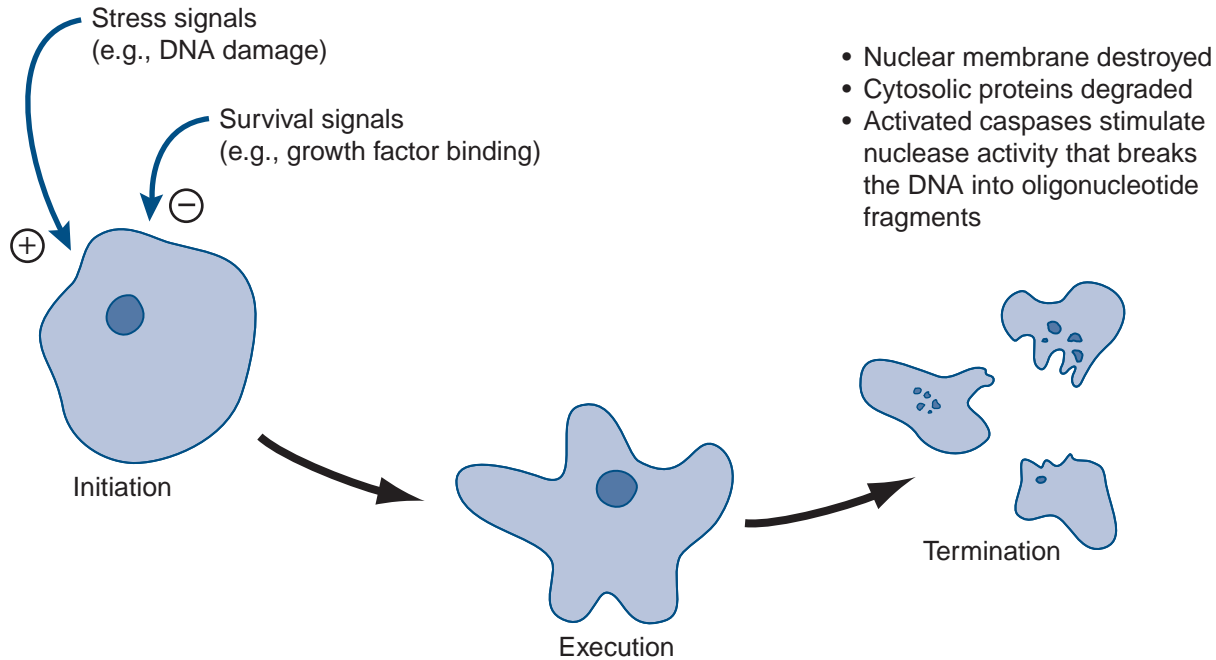 Stress signals
(e.g., DNA damage)
Survival signals
(e.g., growth factor binding)
+
−
• Nuclear membrane destroyed
• Cytosolic proteins degraded
• Activated caspases stimulate
nuclease activity that breaks
the DNA into oligonucleotide
fragments
Initiation
Execution
Termination